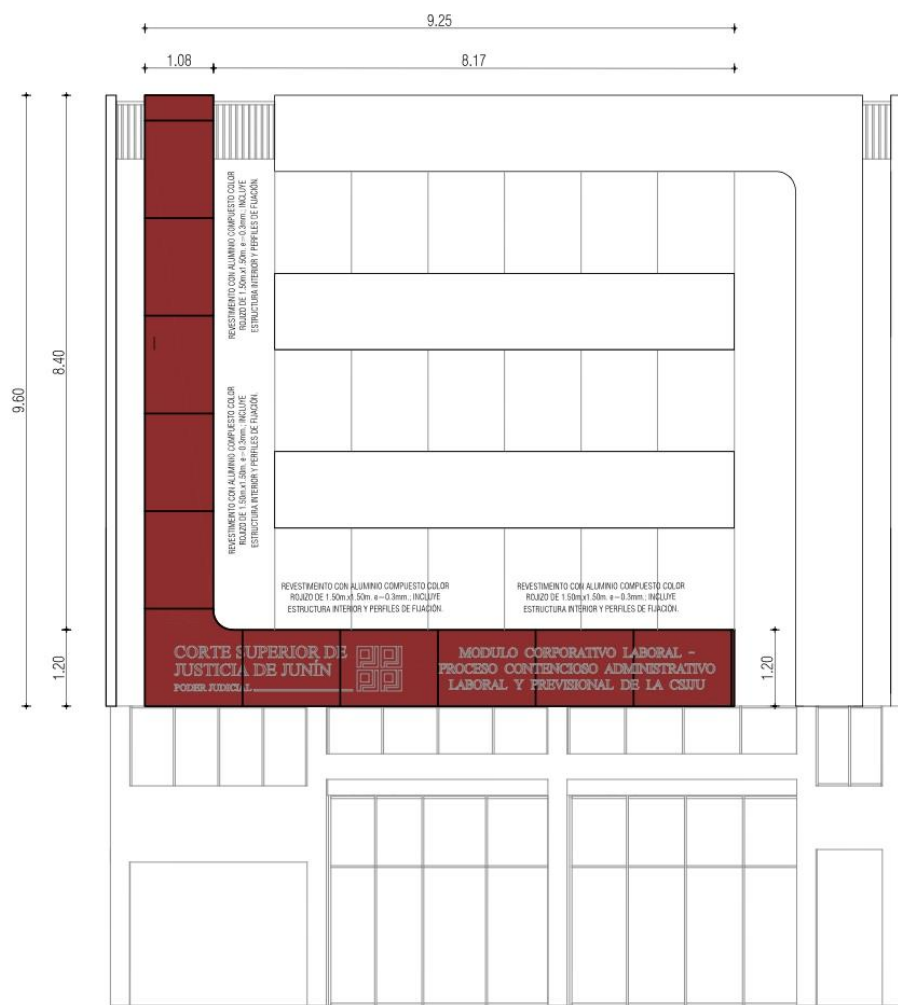 9.25
1.08
8.17
9.60
8.40
1.20
REVESTIMEINTO CON ALUMINIO COMPUESTO COLOR
ROJIZO DE 1.50m.x1.50m. e=0.3mm.; INCLUYE
ESTRUCTURA INTERIOR Y PERFILES DE FIJACIÓN.
REVESTIMEINTO CON ALUMINIO COMPUESTO COLOR
ROJIZO DE 1.50m.x1.50m. e=0.3mm.; INCLUYE
ESTRUCTURA INTERIOR Y PERFILES DE FIJACIÓN.
REVESTIMEINTO CON ALUMINIO COMPUESTO COLOR
ROJIZO DE 1.50m.x1.50m. e=0.3mm.; INCLUYE
ESTRUCTURA INTERIOR Y PERFILES DE FIJACIÓN.
REVESTIMEINTO CON ALUMINIO COMPUESTO COLOR
ROJIZO DE 1.50m.x1.50m. e=0.3mm.; INCLUYE
ESTRUCTURA INTERIOR Y PERFILES DE FIJACIÓN.
CORTE SUPERIOR DE
JUSTICIA DE JUNÍN
PODER JUDICIAL
MODULO CORPORATIVO LABORAL -
PROCESO CONTENCIOSO ADMINISTRATIVO
LABORAL Y PREVISIONAL DE LA CSJJU
1.20